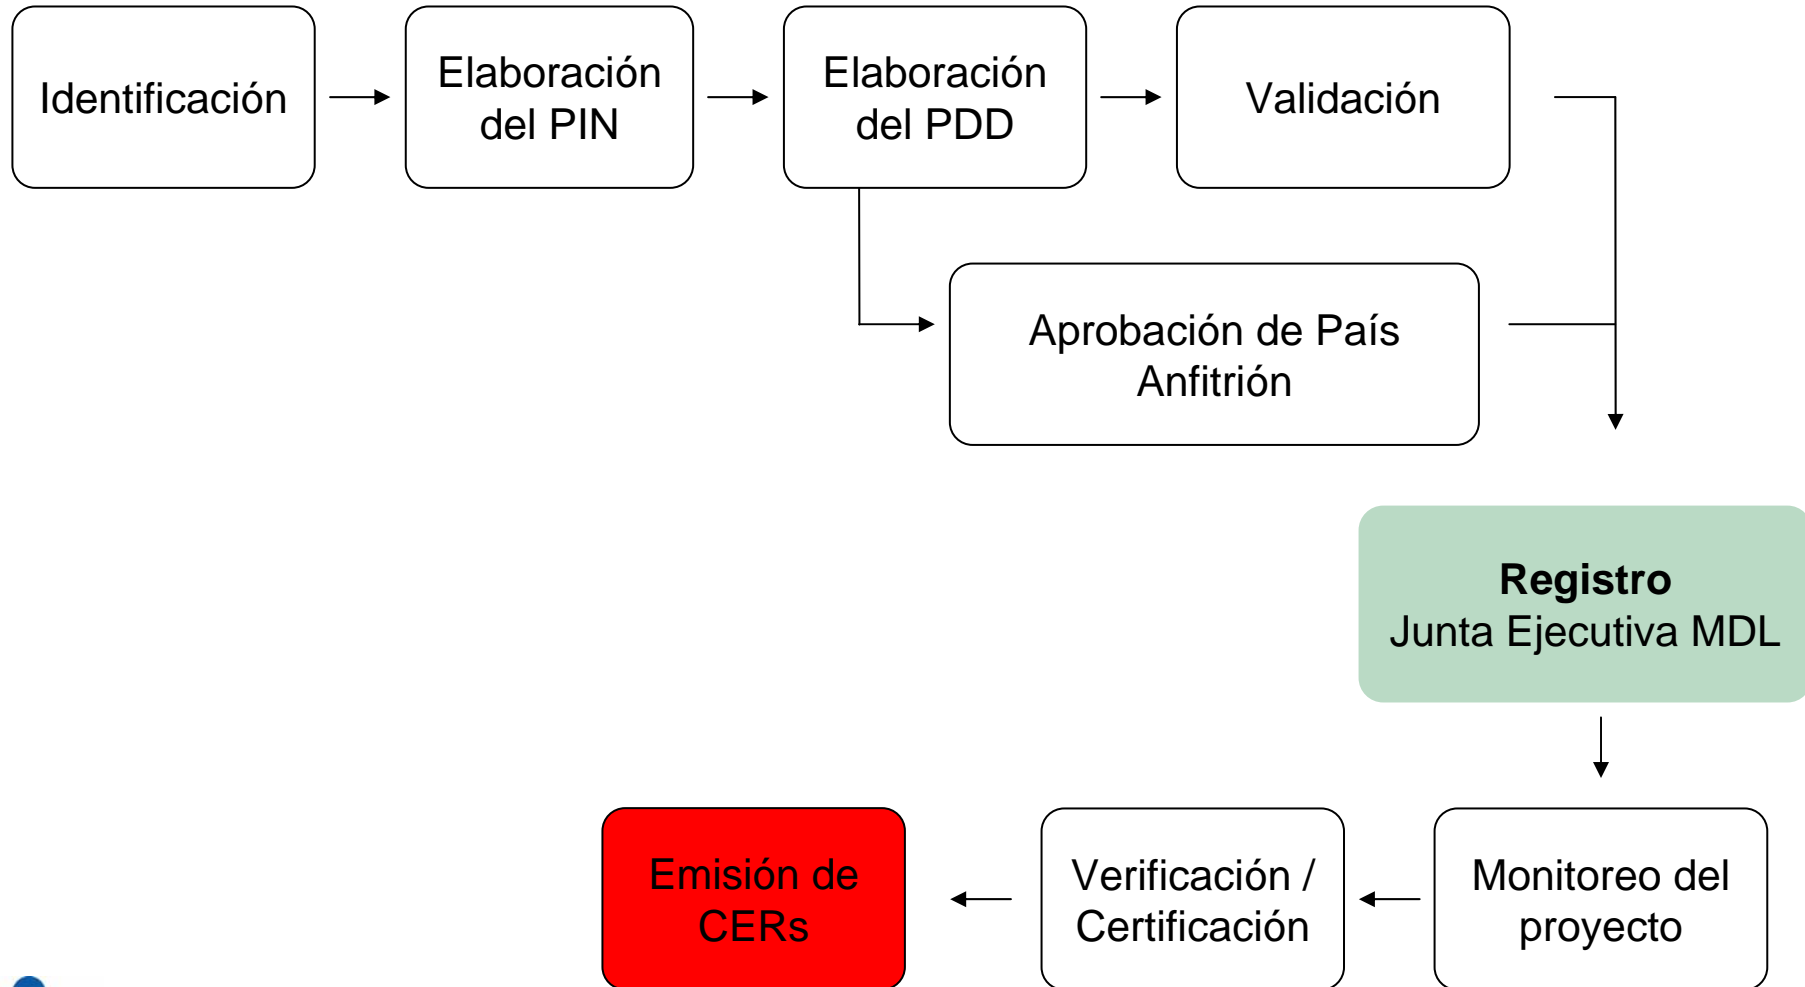 Identificación
Elaboración
del PIN
Elaboración
del PDD
Validación
Aprobación de País
Anfitrión
Registro
Junta Ejecutiva MDL
Emisión de
CERs
Verificación /
Certificación
Monitoreo del
proyecto